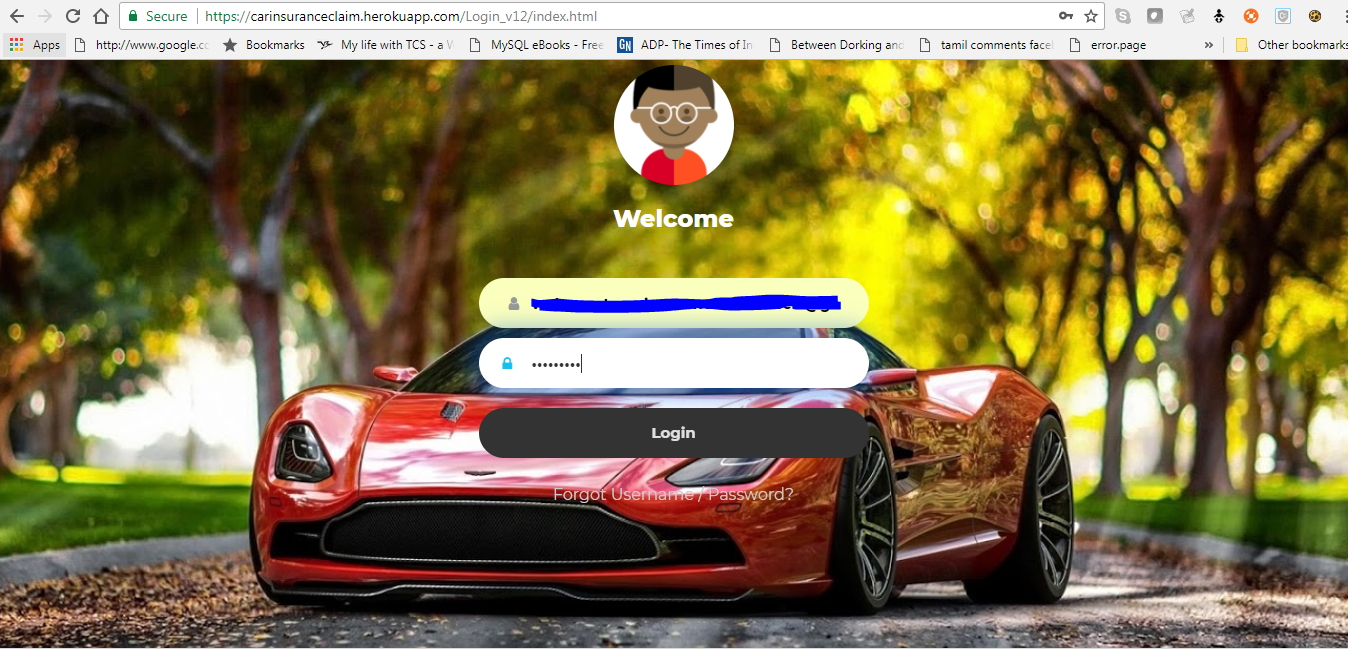 Secure https://carinsuranceclaim.herokuapp.com/Login_v12/index.html
Apps http://www.google.co Bookmarks My life with TCS - a W MySQL eBooks - Free GN ADP- The Times of In Between Dorking and tamil comments face error.page » Other bookmarks
Welcome
•••••••••
Login
Forgot Username / Password?